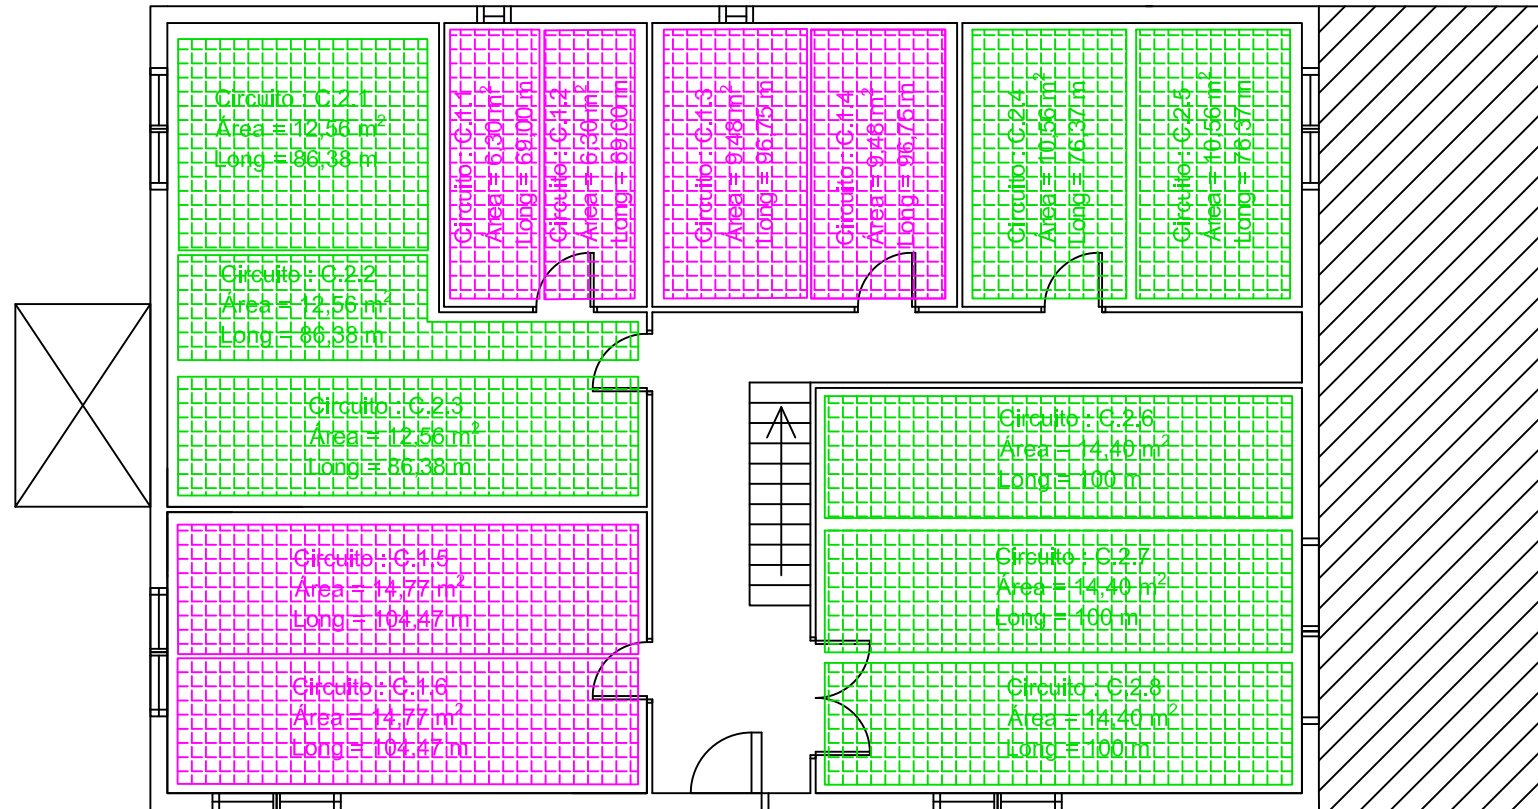 Circuito : C.2.1
Área = 12,56 m²
Long = 86,38 m
Circuito : C.1.1
Área = 6,30 m²
Long = 69,00 m
Circuito : C.1.2
Área = 6,30 m²
Long = 69,00 m
Circuito : C.1.3
Área = 9,48 m²
Long = 96,75 m
Circuito : C.1.4
Área = 9,48 m²
Long = 96,75 m
Circuito : C.2.4
Área = 10,56 m²
Long = 76,37 m
Circuito : C.2.5
Área = 10,56 m²
Long = 76,37 m
Circuito : C.2.2
Área = 12,56 m²
Long = 86,38 m
Circuito : C.2.3
Área = 12,56 m²
Long = 86,38 m
Circuito : C.2.6
Área = 14,40 m²
Long = 100 m
Circuito : C.1.5
Área = 14,77 m²
Long = 104,47 m
Circuito : C.2.7
Área = 14,40 m²
Long = 100 m
Circuito : C.1.6
Área = 14,77 m²
Long = 104,47 m
Circuito : C.2.8
Área = 14,40 m²
Long = 100 m